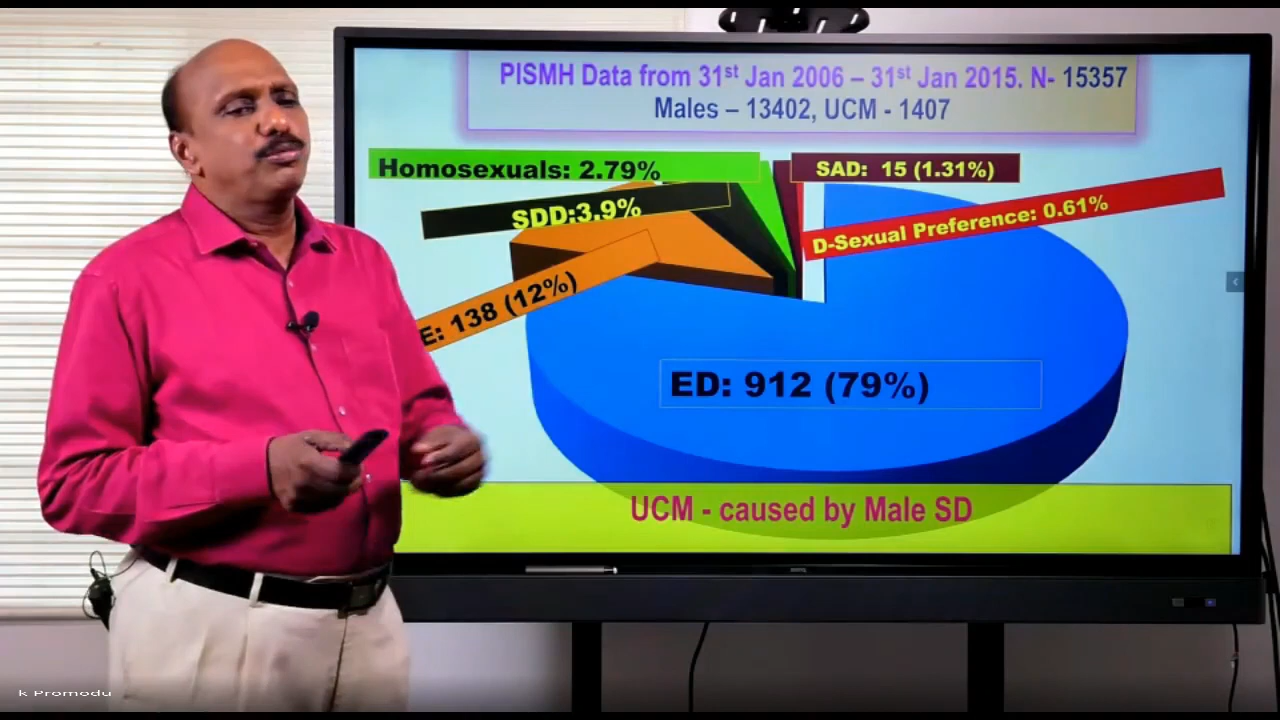 PISMH Data from 31st Jan 2006 – 31st Jan 2015. N- 15357
Males – 13402, UCM - 1407
Homosexuals: 2.79%
SAD: 15 (1.31%)
SDD:3.9%
D-Sexual Preference: 0.61%
E: 138 (12%)
ED: 912 (79%)
UCM - caused by Male SD
k Promodu